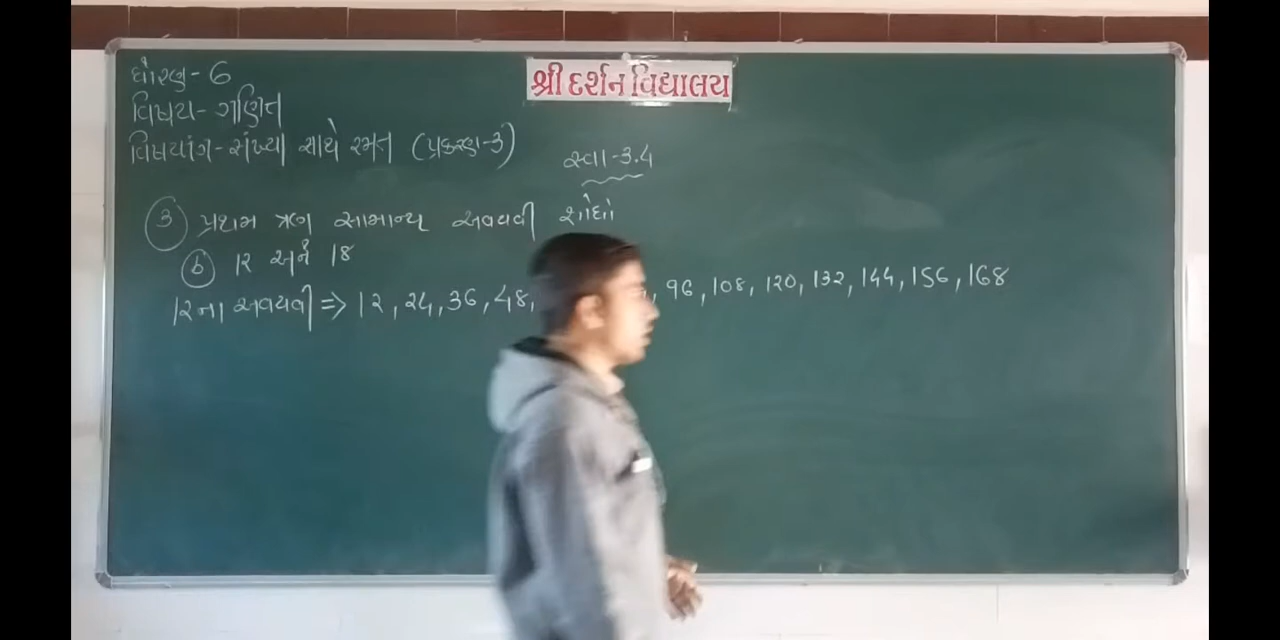 શ્રી દર્શન વિદ્યાલય
ધોરણ - 6
વિષય - ગણિત
વિષયાંગ - સંખ્યા સાથે રમત (પ્રકરણ-3)
સ્વા-3.4
3 પ્રથમ ત્રણ સામાન્ય અવયવી શોધો
b 12 અને 18
12ના અવયવી => 12, 24, 36, 48, 96, 108, 120, 132, 144, 156, 168